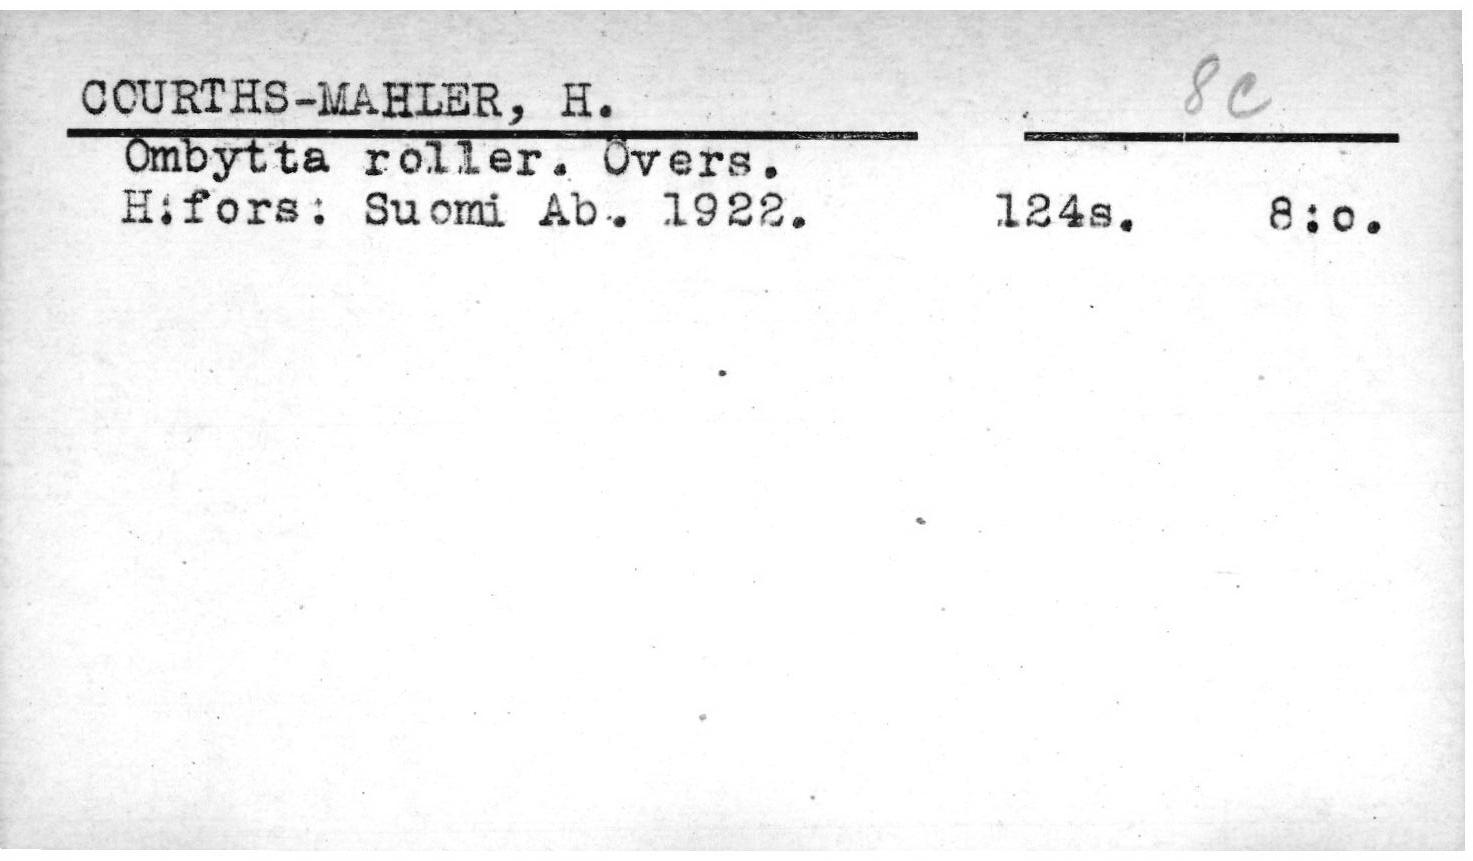 COURTHS-MAHLER, H. 8c
Ombytta roller. Övers.
H:fors: Suomi Ab. 1922. 124s. 8:o.